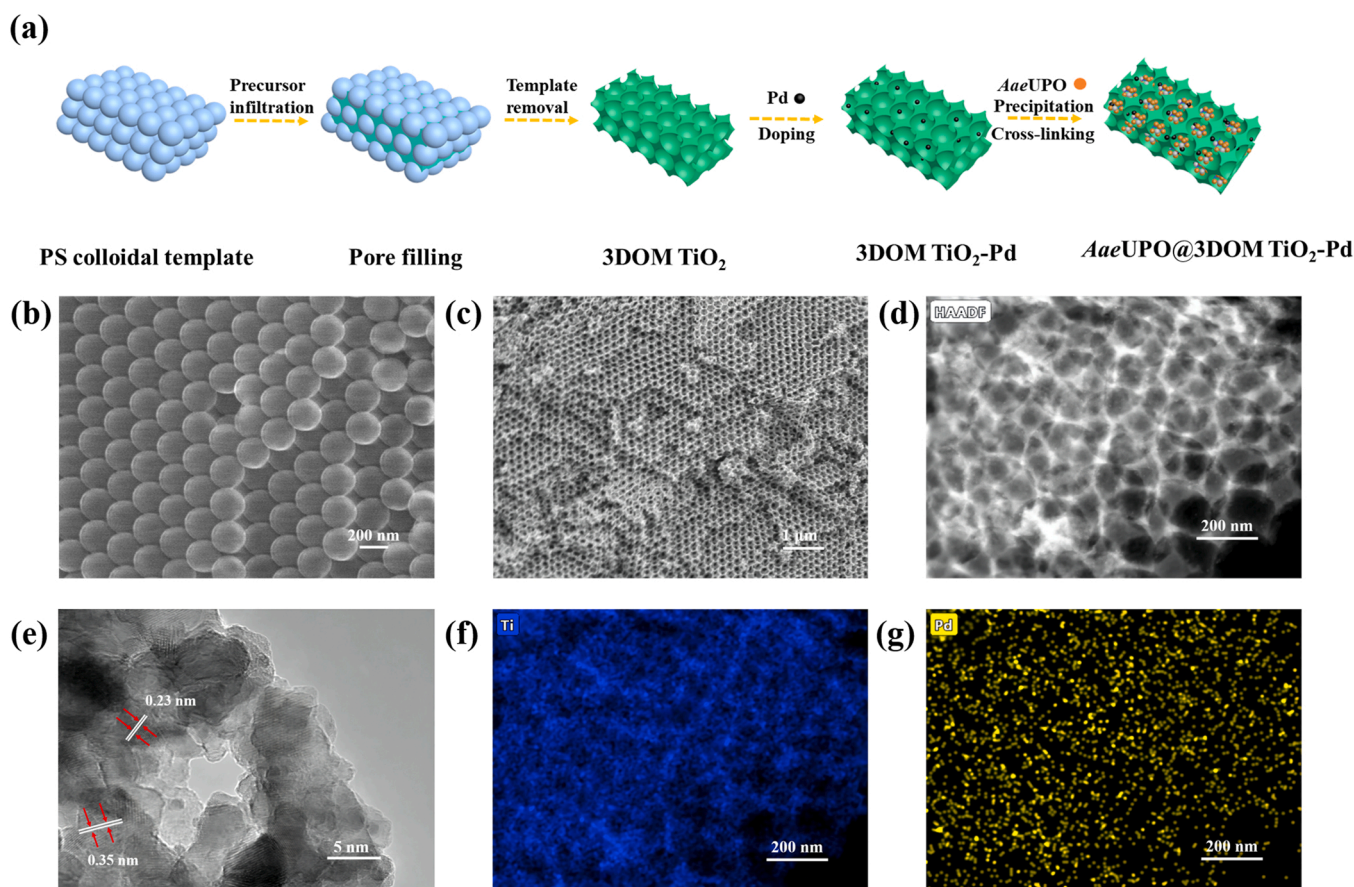 (a)
Precursor
infiltration
Template
removal
Pd
Doping
AaeUPO
Precipitation
Cross-linking
PS colloidal template
Pore filling
3DOM TiO₂
3DOM TiO₂-Pd
AaeUPO@3DOM TiO₂-Pd
(b)
200 nm
(c)
1 μm
(d)
HAADF
200 nm
(e)
0.23 nm
0.35 nm
5 nm
(f)
Ti
200 nm
(g)
Pd
200 nm